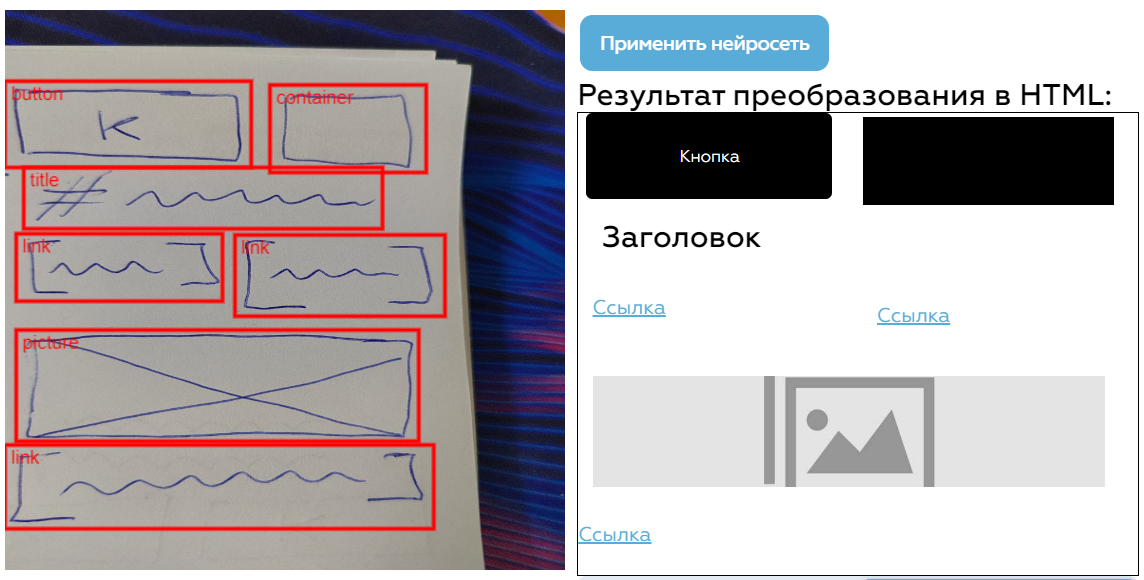 button
container
K
title
#
link
link
picture
link
Применить нейросеть
Результат преобразования в HTML:
Кнопка
Заголовок
Ссылка
Ссылка
Ссылка